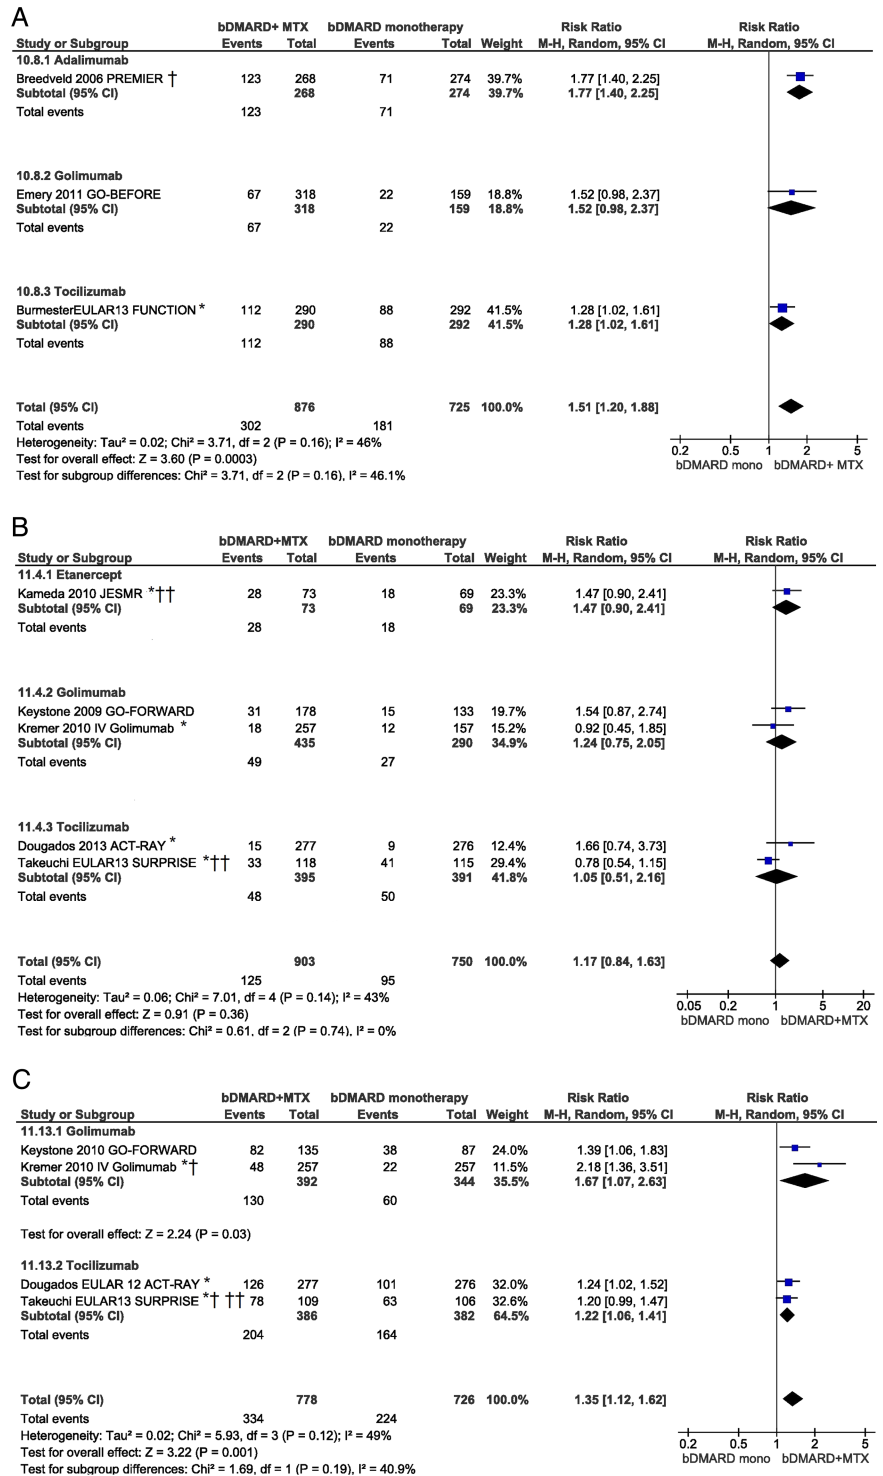 A
bDMARD+ MTX bDMARD monotherapy Risk Ratio Risk Ratio
Study or Subgroup Events Total Events Total Weight M-H, Random, 95% CI M-H, Random, 95% CI
10.8.1 Adalimumab
Breedveld 2006 PREMIER † 123 268 71 274 39.7% 1.77 [1.40, 2.25]
Subtotal (95% CI) 268 274 39.7% 1.77 [1.40, 2.25]
Total events 123 71
10.8.2 Golimumab
Emery 2011 GO-BEFORE 67 318 22 159 18.8% 1.52 [0.98, 2.37]
Subtotal (95% CI) 318 159 18.8% 1.52 [0.98, 2.37]
Total events 67 22
10.8.3 Tocilizumab
BurmesterEULAR13 FUNCTION * 112 290 88 292 41.5% 1.28 [1.02, 1.61]
Subtotal (95% CI) 290 292 41.5% 1.28 [1.02, 1.61]
Total events 112 88
Total (95% CI) 876 725 100.0% 1.51 [1.20, 1.88]
Total events 302 181
Heterogeneity: Tau² = 0.02; Chi² = 3.71, df = 2 (P = 0.16); I² = 46%
Test for overall effect: Z = 3.60 (P = 0.0003)
Test for subgroup differences: Chi² = 3.71, df = 2 (P = 0.16), I² = 46.1%
0.2 0.5 1 2 5
bDMARD mono bDMARD+ MTX
B
bDMARD+MTX bDMARD monotherapy Risk Ratio Risk Ratio
Study or Subgroup Events Total Events Total Weight M-H, Random, 95% CI M-H, Random, 95% CI
11.4.1 Etanercept
Kameda 2010 JESMR *†† 28 73 18 69 23.3% 1.47 [0.90, 2.41]
Subtotal (95% CI) 73 69 23.3% 1.47 [0.90, 2.41]
Total events 28 18
11.4.2 Golimumab
Keystone 2009 GO-FORWARD 31 178 15 133 19.7% 1.54 [0.87, 2.74]
Kremer 2010 IV Golimumab * 18 257 12 157 15.2% 0.92 [0.45, 1.85]
Subtotal (95% CI) 435 290 34.9% 1.24 [0.75, 2.05]
Total events 49 27
11.4.3 Tocilizumab
Dougados 2013 ACT-RAY * 15 277 9 276 12.4% 1.66 [0.74, 3.73]
Takeuchi EULAR13 SURPRISE *†† 33 118 41 115 29.4% 0.78 [0.54, 1.15]
Subtotal (95% CI) 395 391 41.8% 1.05 [0.51, 2.16]
Total events 48 50
Total (95% CI) 903 750 100.0% 1.17 [0.84, 1.63]
Total events 125 95
Heterogeneity: Tau² = 0.06; Chi² = 7.01, df = 4 (P = 0.14); I² = 43%
Test for overall effect: Z = 0.91 (P = 0.36)
Test for subgroup differences: Chi² = 0.61, df = 2 (P = 0.74), I² = 0%
0.05 0.2 1 5 20
bDMARD mono bDMARD+MTX
C
bDMARD+MTX bDMARD monotherapy Risk Ratio Risk Ratio
Study or Subgroup Events Total Events Total Weight M-H, Random, 95% CI M-H, Random, 95% CI
11.13.1 Golimumab
Keystone 2010 GO-FORWARD 82 135 38 87 24.0% 1.39 [1.06, 1.83]
Kremer 2010 IV Golimumab *† 48 257 22 257 11.5% 2.18 [1.36, 3.51]
Subtotal (95% CI) 392 344 35.5% 1.67 [1.07, 2.63]
Total events 130 60
Test for overall effect: Z = 2.24 (P = 0.03)
11.13.2 Tocilizumab
Dougados EULAR 12 ACT-RAY * 126 277 101 276 32.0% 1.24 [1.02, 1.52]
Takeuchi EULAR13 SURPRISE *† †† 78 109 63 106 32.6% 1.20 [0.99, 1.47]
Subtotal (95% CI) 386 382 64.5% 1.22 [1.06, 1.41]
Total events 204 164
Total (95% CI) 778 726 100.0% 1.35 [1.12, 1.62]
Total events 334 224
Heterogeneity: Tau² = 0.02; Chi² = 5.93, df = 3 (P = 0.12); I² = 49%
Test for overall effect: Z = 3.22 (P = 0.001)
Test for subgroup differences: Chi² = 1.69, df = 1 (P = 0.19), I² = 40.9%
0.2 0.5 1 2 5
bDMARD mono bDMARD+MTX